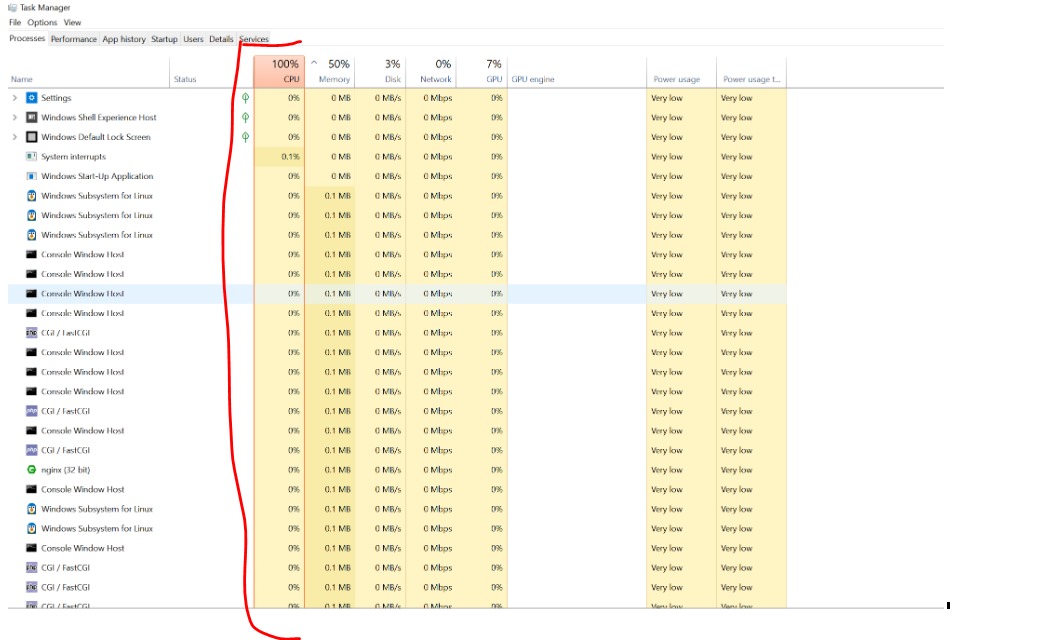 Task Manager
File Options View
Processes Performance App history Startup Users Details Services
100% 50% 3% 0% 7%
Name Status CPU Memory Disk Network GPU GPU engine Power usage Power usage t...
Settings 0% 0 MB 0 MB/s 0 Mbps 0% Very low Very low
Windows Shell Experience Host 0% 0 MB 0 MB/s 0 Mbps 0% Very low Very low
Windows Default Lock Screen 0% 0 MB 0 MB/s 0 Mbps 0% Very low Very low
System interrupts 0.1% 0 MB 0 MB/s 0 Mbps 0% Very low Very low
Windows Start-Up Application 0% 0 MB 0 MB/s 0 Mbps 0% Very low Very low
Windows Subsystem for Linux 0% 0.1 MB 0 MB/s 0 Mbps 0% Very low Very low
Windows Subsystem for Linux 0% 0.1 MB 0 MB/s 0 Mbps 0% Very low Very low
Windows Subsystem for Linux 0% 0.1 MB 0 MB/s 0 Mbps 0% Very low Very low
Console Window Host 0% 0.1 MB 0 MB/s 0 Mbps 0% Very low Very low
Console Window Host 0% 0.1 MB 0 MB/s 0 Mbps 0% Very low Very low
Console Window Host 0% 0.1 MB 0 MB/s 0 Mbps 0% Very low Very low
Console Window Host 0% 0.1 MB 0 MB/s 0 Mbps 0% Very low Very low
php CGI / FastCGI 0% 0.1 MB 0 MB/s 0 Mbps 0% Very low Very low
Console Window Host 0% 0.1 MB 0 MB/s 0 Mbps 0% Very low Very low
Console Window Host 0% 0.1 MB 0 MB/s 0 Mbps 0% Very low Very low
Console Window Host 0% 0.1 MB 0 MB/s 0 Mbps 0% Very low Very low
php CGI / FastCGI 0% 0.1 MB 0 MB/s 0 Mbps 0% Very low Very low
Console Window Host 0% 0.1 MB 0 MB/s 0 Mbps 0% Very low Very low
php CGI / FastCGI 0% 0.1 MB 0 MB/s 0 Mbps 0% Very low Very low
nginx (32 bit) 0% 0.1 MB 0 MB/s 0 Mbps 0% Very low Very low
Console Window Host 0% 0.1 MB 0 MB/s 0 Mbps 0% Very low Very low
Windows Subsystem for Linux 0% 0.1 MB 0 MB/s 0 Mbps 0% Very low Very low
Windows Subsystem for Linux 0% 0.1 MB 0 MB/s 0 Mbps 0% Very low Very low
Console Window Host 0% 0.1 MB 0 MB/s 0 Mbps 0% Very low Very low
php CGI / FastCGI 0% 0.1 MB 0 MB/s 0 Mbps 0% Very low Very low
php CGI / FastCGI 0% 0.1 MB 0 MB/s 0 Mbps 0% Very low Very low
CGI / FastCGI 0% 0.1 MB 0 MB/s 0 Mbps 0% Very low Very low